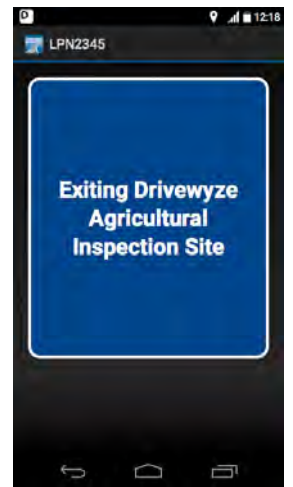 12:18
LPN2345
Exiting Drivewyze
Agricultural
Inspection Site